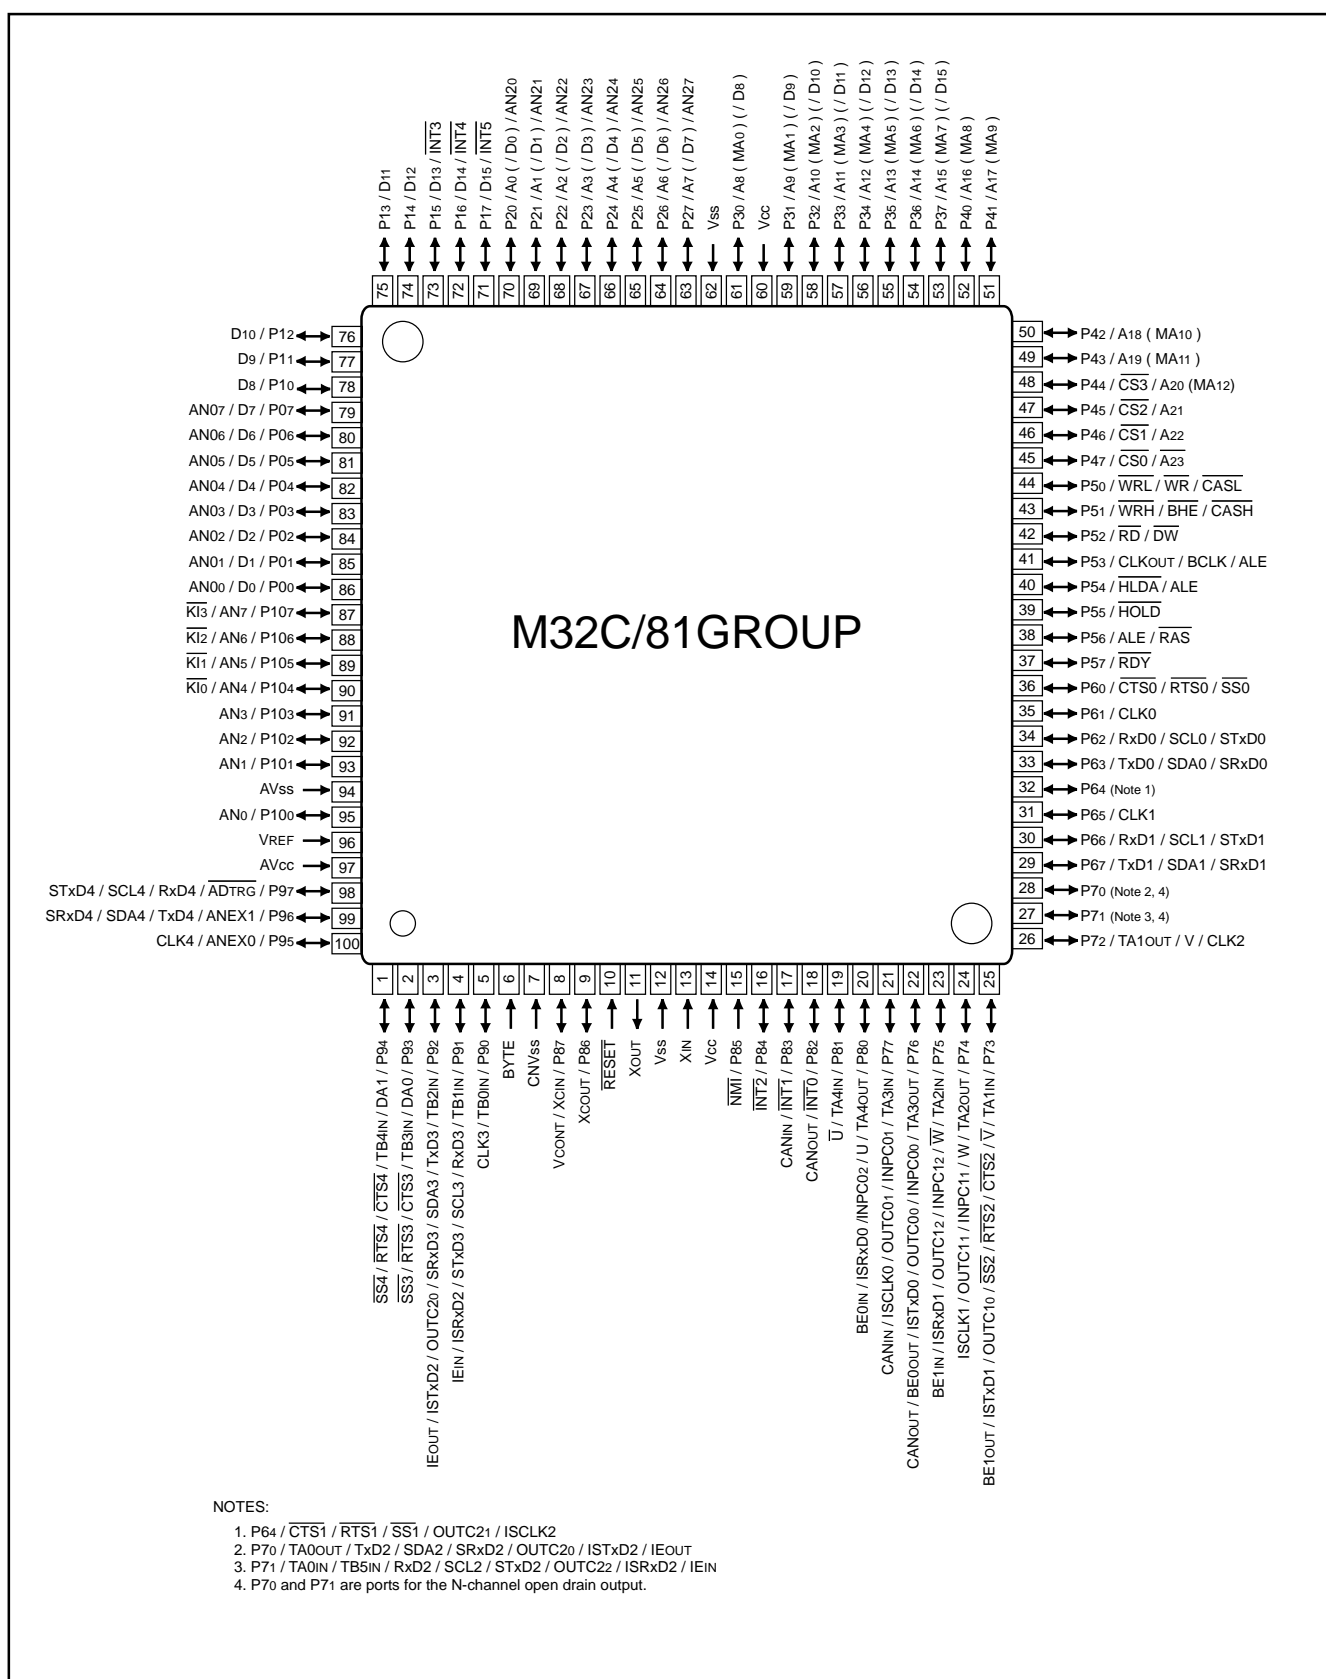 P13 / D11
P14 / D12
P15 / D13 / INT3
P16 / D14 / INT4
P17 / D15 / INT5
P20 / A0 ( / D0 ) / AN20
P21 / A1 ( / D1 ) / AN21
P22 / A2 ( / D2 ) / AN22
P23 / A3 ( / D3 ) / AN23
P24 / A4 ( / D4 ) / AN24
P25 / A5 ( / D5 ) / AN25
P26 / A6 ( / D6 ) / AN26
P27 / A7 ( / D7 ) / AN27
Vss
P30 / A8 ( MA0 ) ( / D8 )
Vcc
P31 / A9 ( MA1 ) ( / D9 )
P32 / A10 ( MA2 ) ( / D10 )
P33 / A11 ( MA3 ) ( / D11 )
P34 / A12 ( MA4 ) ( / D12 )
P35 / A13 ( MA5 ) ( / D13 )
P36 / A14 ( MA6 ) ( / D14 )
P37 / A15 ( MA7 ) ( / D15 )
P40 / A16 ( MA8 )
P41 / A17 ( MA9 )
75 74 73 72 71 70 69 68 67 66 65 64 63 62 61 60 59 58 57 56 55 54 53 52 51
D10 / P12 76
D9 / P11 77
D8 / P10 78
AN07 / D7 / P07 79
AN06 / D6 / P06 80
AN05 / D5 / P05 81
AN04 / D4 / P04 82
AN03 / D3 / P03 83
AN02 / D2 / P02 84
AN01 / D1 / P01 85
AN00 / D0 / P00 86
KI3 / AN7 / P107 87
KI2 / AN6 / P106 88
KI1 / AN5 / P105 89
KI0 / AN4 / P104 90
AN3 / P103 91
AN2 / P102 92
AN1 / P101 93
AVss 94
AN0 / P100 95
VREF 96
AVcc 97
STxD4 / SCL4 / RxD4 / ADTRG / P97 98
SRxD4 / SDA4 / TxD4 / ANEX1 / P96 99
CLK4 / ANEX0 / P95 100
M32C/81GROUP
50 P42 / A18 ( MA10 )
49 P43 / A19 ( MA11 )
48 P44 / CS3 / A20 (MA12)
47 P45 / CS2 / A21
46 P46 / CS1 / A22
45 P47 / CS0 / A23
44 P50 / WRL / WR / CASL
43 P51 / WRH / BHE / CASH
42 P52 / RD / DW
41 P53 / CLKOUT / BCLK / ALE
40 P54 / HLDA / ALE
39 P55 / HOLD
38 P56 / ALE / RAS
37 P57 / RDY
36 P60 / CTS0 / RTS0 / SS0
35 P61 / CLK0
34 P62 / RxD0 / SCL0 / STxD0
33 P63 / TxD0 / SDA0 / SRxD0
32 P64 (Note 1)
31 P65 / CLK1
30 P66 / RxD1 / SCL1 / STxD1
29 P67 / TxD1 / SDA1 / SRxD1
28 P70 (Note 2, 4)
27 P71 (Note 3, 4)
26 P72 / TA1OUT / V / CLK2
1 2 3 4 5 6 7 8 9 10 11 12 13 14 15 16 17 18 19 20 21 22 23 24 25
SS4 / RTS4 / CTS4 / TB4IN / DA1 / P94
SS3 / RTS3 / CTS3 / TB3IN / DA0 / P93
IEOUT / ISTxD2 / OUTC20 / SRxD3 / SDA3 / TxD3 / TB2IN / P92
IEIN / ISRxD2 / STxD3 / SCL3 / RxD3 / TB1IN / P91
CLK3 / TB0IN / P90
BYTE
CNVss
VCONT / XCIN / P87
XCOUT / P86
RESET
XOUT
Vss
XIN
Vcc
NMI / P85
INT2 / P84
CANIN / INT1 / P83
CANOUT / INT0 / P82
U / TA4IN / P81
BE0IN / ISRxD0 /INPC02 / U / TA4OUT / P80
CANIN / ISCLK0 / OUTC01 / INPC01 / TA3IN / P77
CANOUT / BE0OUT / ISTxD0 / OUTC00 / INPC00 / TA3OUT / P76
BE1IN / ISRxD1 / OUTC12 / INPC12 / W / TA2IN / P75
ISCLK1 / OUTC11 / INPC11 / W / TA2OUT / P74
BE1OUT / ISTxD1 / OUTC10 / SS2 / RTS2 / CTS2 / V / TA1IN / P73
NOTES:
1. P64 / CTS1 / RTS1 / SS1 / OUTC21 / ISCLK2
2. P70 / TA0OUT / TxD2 / SDA2 / SRxD2 / OUTC20 / ISTxD2 / IEOUT
3. P71 / TA0IN / TB5IN / RxD2 / SCL2 / STxD2 / OUTC22 / ISRxD2 / IEIN
4. P70 and P71 are ports for the N-channel open drain output.